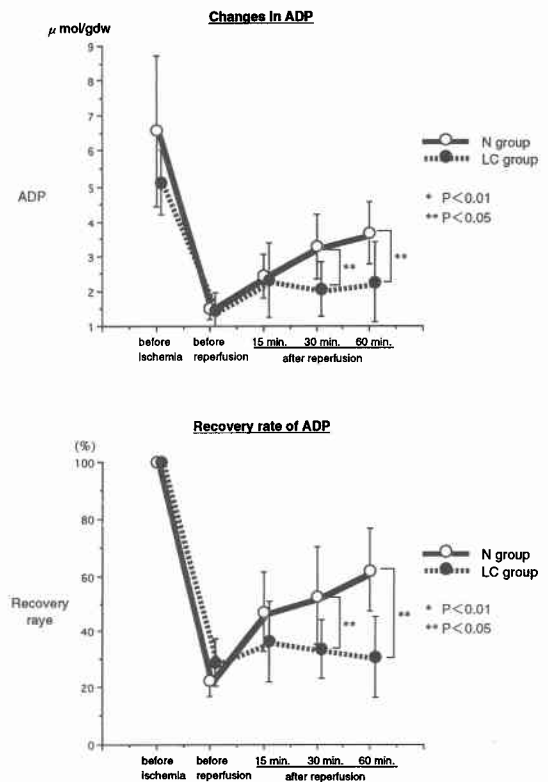 Changes in ADP
μ mol/gdw
9
8
7
6
5
4
3
2
1
ADP
N group
LC group
* P<0.01
** P<0.05
**
**
before ischemia
before reperfusion
15 min.
30 min.
60 min.
after reperfusion
Recovery rate of ADP
(%)
100
80
60
40
20
0
Recovery
raye
N group
LC group
* P<0.01
** P<0.05
**
**
before ischemia
before reperfusion
15 min.
30 min.
60 min.
after reperfusion